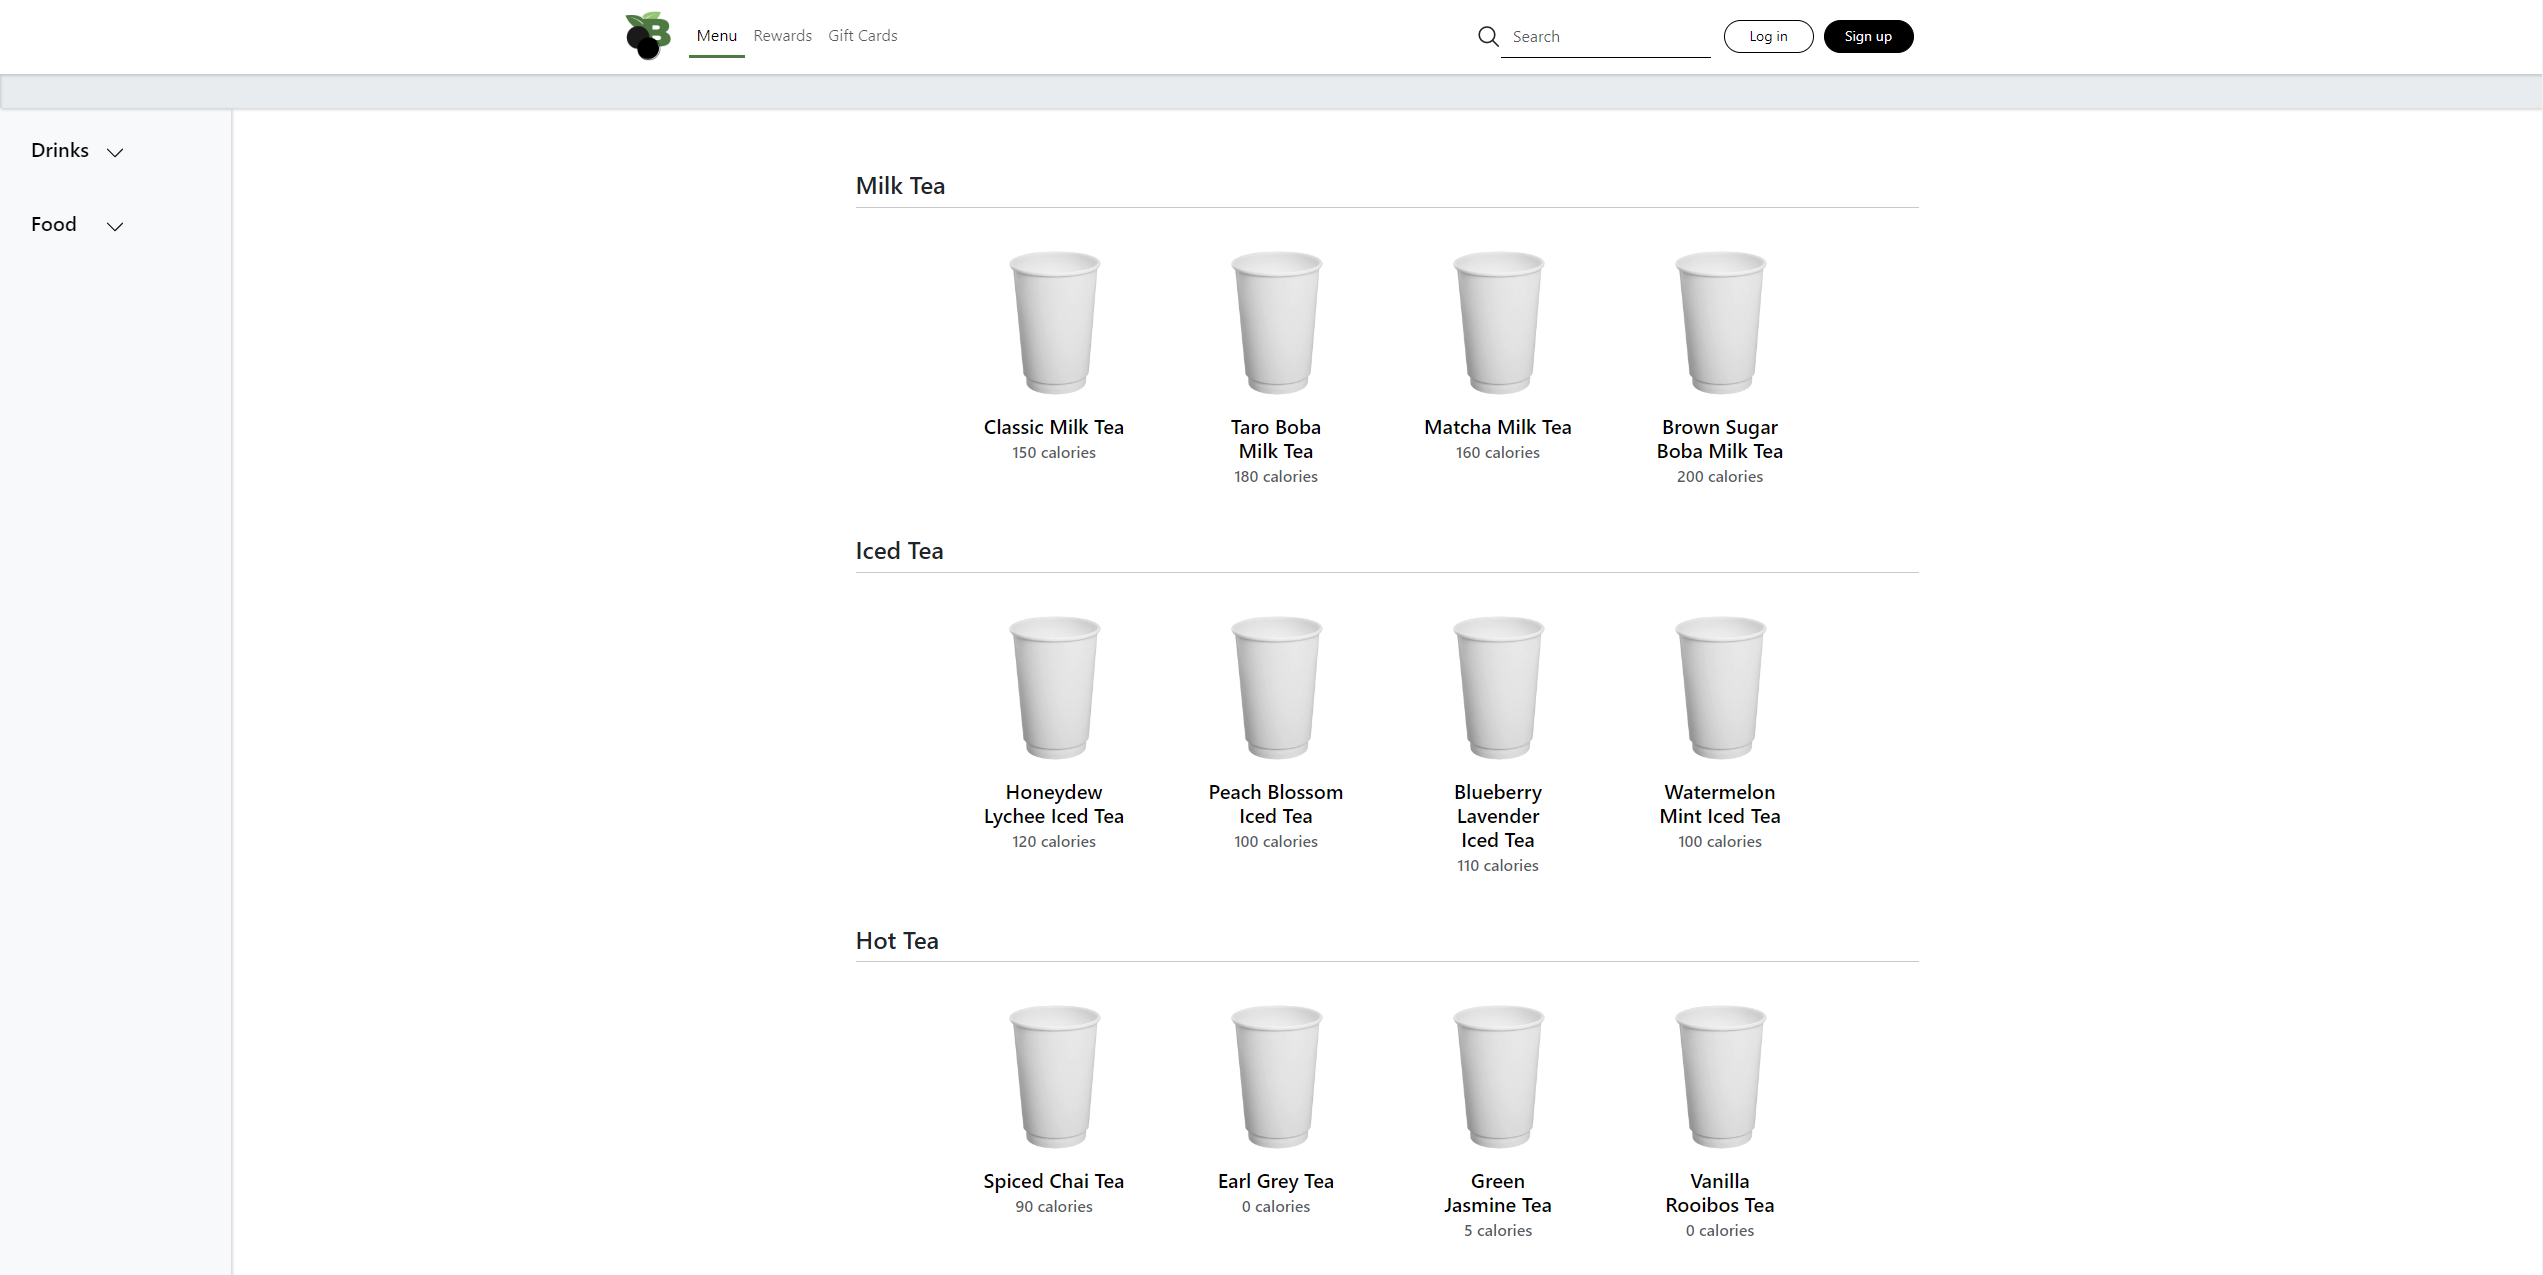 B
Menu Rewards Gift Cards Search Log in Sign up
Drinks
Food
Milk Tea
Classic Milk Tea
150 calories
Taro Boba
Milk Tea
180 calories
Matcha Milk Tea
160 calories
Brown Sugar
Boba Milk Tea
200 calories
Iced Tea
Honeydew
Lychee Iced Tea
120 calories
Peach Blossom
Iced Tea
100 calories
Blueberry
Lavender
Iced Tea
110 calories
Watermelon
Mint Iced Tea
100 calories
Hot Tea
Spiced Chai Tea
90 calories
Earl Grey Tea
0 calories
Green
Jasmine Tea
5 calories
Vanilla
Rooibos Tea
0 calories